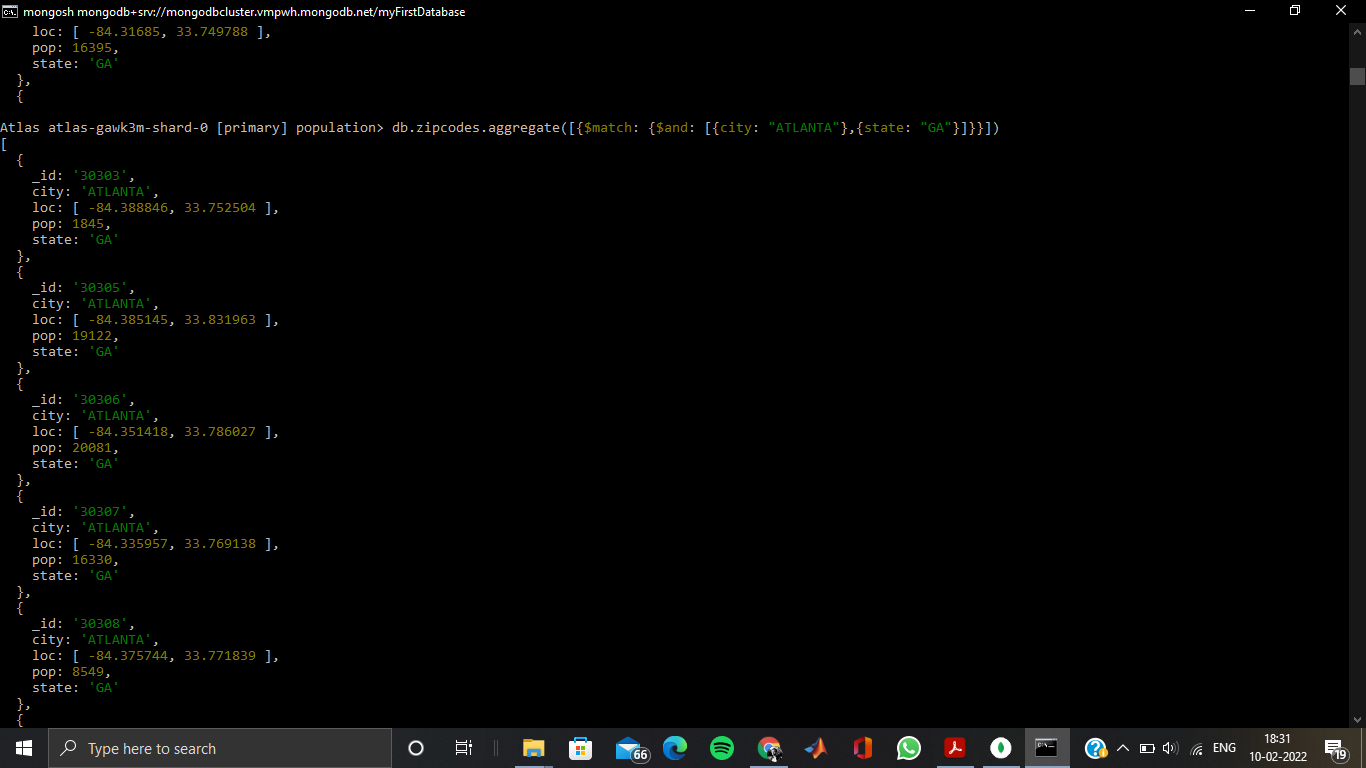 mongosh mongodb+srv://mongodbcluster.vmpwh.mongodb.net/myFirstDatabase
    loc: [ -84.31685, 33.749788 ],
    pop: 16395,
    state: 'GA'
  },
  {
Atlas atlas-gawk3m-shard-0 [primary] population> db.zipcodes.aggregate([{$match: {$and: [{city: "ATLANTA"},{state: "GA"}]}}])
[
  {
    _id: '30303',
    city: 'ATLANTA',
    loc: [ -84.388846, 33.752504 ],
    pop: 1845,
    state: 'GA'
  },
  {
    _id: '30305',
    city: 'ATLANTA',
    loc: [ -84.385145, 33.831963 ],
    pop: 19122,
    state: 'GA'
  },
  {
    _id: '30306',
    city: 'ATLANTA',
    loc: [ -84.351418, 33.786027 ],
    pop: 20081,
    state: 'GA'
  },
  {
    _id: '30307',
    city: 'ATLANTA',
    loc: [ -84.335957, 33.769138 ],
    pop: 16330,
    state: 'GA'
  },
  {
    _id: '30308',
    city: 'ATLANTA',
    loc: [ -84.375744, 33.771839 ],
    pop: 8549,
    state: 'GA'
  },
  {
Type here to search
66
ENG
18:31
10-02-2022
19